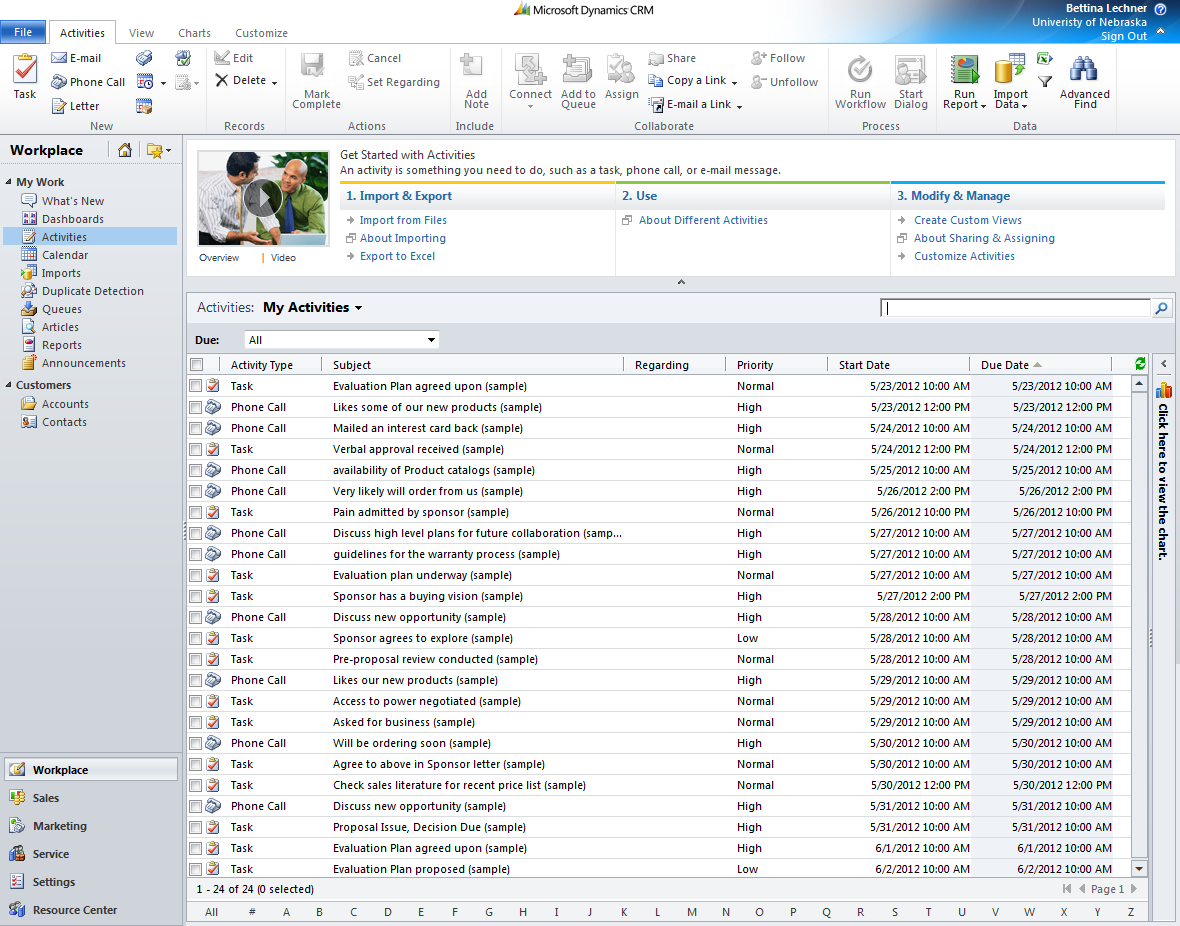 Microsoft Dynamics CRM
Bettina Lechner
Univeristy of Nebraska
Sign Out
File Activities View Charts Customize
Task
E-mail
Phone Call
Letter
New
Edit
Delete
Records
Mark Complete
Cancel
Set Regarding
Actions
Add Note
Include
Connect
Add to Queue
Assign
Share
Copy a Link
E-mail a Link
Follow
Unfollow
Collaborate
Run Workflow
Start Dialog
Process
Run Report
Import Data
Advanced Find
Data
Workplace
My Work
What's New
Dashboards
Activities
Calendar
Imports
Duplicate Detection
Queues
Articles
Reports
Announcements
Customers
Accounts
Contacts
Workplace
Sales
Marketing
Service
Settings
Resource Center
Get Started with Activities
An activity is something you need to do, such as a task, phone call, or e-mail message.
Overview | Video
1. Import & Export
Import from Files
About Importing
Export to Excel
2. Use
About Different Activities
3. Modify & Manage
Create Custom Views
About Sharing & Assigning
Customize Activities
Activities: My Activities
Due: All
Activity Type Subject Regarding Priority Start Date Due Date
Task Evaluation Plan agreed upon (sample) Normal 5/23/2012 10:00 AM 5/23/2012 10:00 AM
Phone Call Likes some of our new products (sample) High 5/23/2012 12:00 PM 5/23/2012 12:00 PM
Phone Call Mailed an interest card back (sample) High 5/24/2012 10:00 AM 5/24/2012 10:00 AM
Task Verbal approval received (sample) Normal 5/24/2012 12:00 PM 5/24/2012 12:00 PM
Phone Call availability of Product catalogs (sample) High 5/25/2012 10:00 AM 5/25/2012 10:00 AM
Phone Call Very likely will order from us (sample) High 5/26/2012 2:00 PM 5/26/2012 2:00 PM
Task Pain admitted by sponsor (sample) Normal 5/26/2012 10:00 PM 5/26/2012 10:00 PM
Phone Call Discuss high level plans for future collaboration (samp... High 5/27/2012 10:00 AM 5/27/2012 10:00 AM
Phone Call guidelines for the warranty process (sample) High 5/27/2012 10:00 AM 5/27/2012 10:00 AM
Task Evaluation plan underway (sample) Normal 5/27/2012 10:00 AM 5/27/2012 10:00 AM
Task Sponsor has a buying vision (sample) High 5/27/2012 2:00 PM 5/27/2012 2:00 PM
Phone Call Discuss new opportunity (sample) High 5/28/2012 10:00 AM 5/28/2012 10:00 AM
Task Sponsor agrees to explore (sample) Low 5/28/2012 10:00 AM 5/28/2012 10:00 AM
Task Pre-proposal review conducted (sample) Normal 5/28/2012 10:00 AM 5/28/2012 10:00 AM
Phone Call Likes our new products (sample) High 5/29/2012 10:00 AM 5/29/2012 10:00 AM
Task Access to power negotiated (sample) Normal 5/29/2012 10:00 AM 5/29/2012 10:00 AM
Task Asked for business (sample) Normal 5/29/2012 10:00 AM 5/29/2012 10:00 AM
Phone Call Will be ordering soon (sample) High 5/30/2012 10:00 AM 5/30/2012 10:00 AM
Task Agree to above in Sponsor letter (sample) Normal 5/30/2012 10:00 AM 5/30/2012 10:00 AM
Task Check sales literature for recent price list (sample) Normal 5/30/2012 12:00 PM 5/30/2012 12:00 PM
Phone Call Discuss new opportunity (sample) High 5/31/2012 10:00 AM 5/31/2012 10:00 AM
Task Proposal Issue, Decision Due (sample) High 5/31/2012 10:00 AM 5/31/2012 10:00 AM
Task Evaluation Plan agreed upon (sample) High 6/1/2012 10:00 AM 6/1/2012 10:00 AM
Task Evaluation Plan proposed (sample) Low 6/2/2012 10:00 AM 6/2/2012 10:00 AM
1 - 24 of 24 (0 selected) Page 1
All # A B C D E F G H I J K L M N O P Q R S T U V W X Y Z
Click here to view the chart.